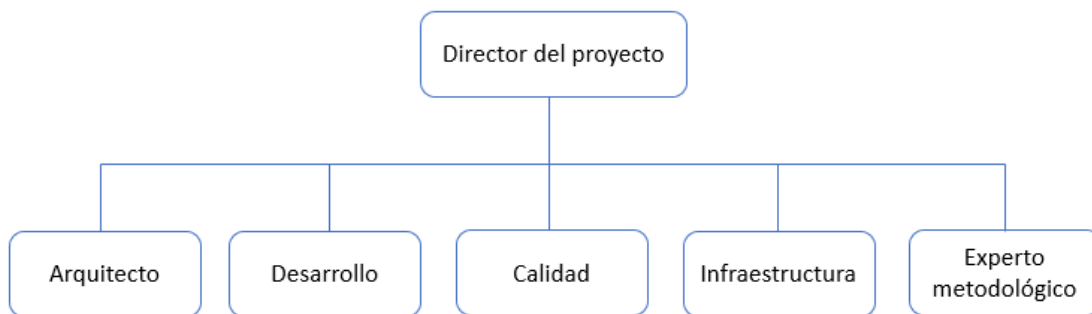 Director del proyecto
Arquitecto
Desarrollo
Calidad
Infraestructura
Experto
metodológico